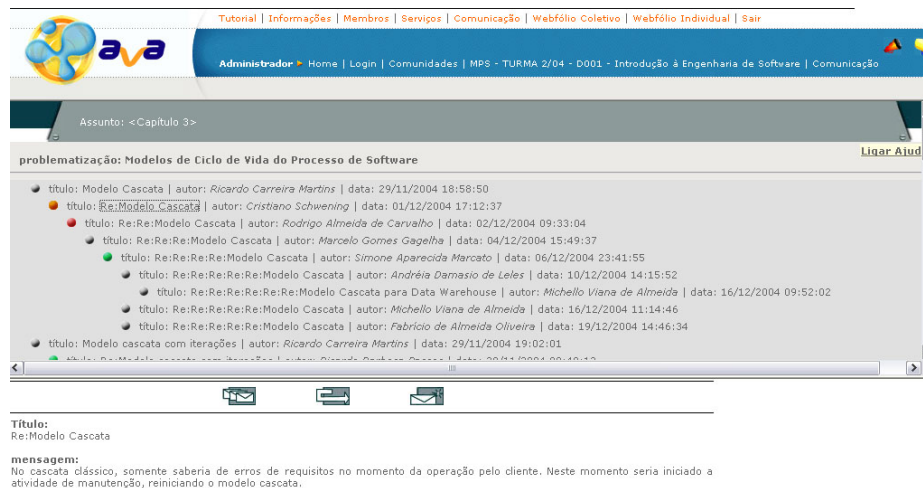 Tutorial | Informações | Membros | Serviços | Comunicação | Webfólio Coletivo | Webfólio Individual | Sair
ava
Administrador Home | Login | Comunidades | MPS - TURMA 2/04 - D001 - Introdução à Engenharia de Software | Comunicação
Assunto: <Capítulo 3>
Ligar Ajud
problematização: Modelos de Ciclo de Vida do Processo de Software
título: Modelo Cascata | autor: Ricardo Carreira Martins | data: 29/11/2004 18:58:50
título: Re:Modelo Cascata | autor: Cristiano Schwening | data: 01/12/2004 17:12:37
título: Re:Re:Modelo Cascata | autor: Rodrigo Almeida de Carvalho | data: 02/12/2004 09:33:04
título: Re:Re:Re:Modelo Cascata | autor: Marcelo Gomes Gagelha | data: 04/12/2004 15:49:37
título: Re:Re:Re:Re:Modelo Cascata | autor: Simone Aparecida Marcato | data: 06/12/2004 23:41:55
título: Re:Re:Re:Re:Re:Modelo Cascata | autor: Andréia Damasio de Leles | data: 10/12/2004 14:15:52
título: Re:Re:Re:Re:Re:Re:Modelo Cascata para Data Warehouse | autor: Michello Viana de Almeida | data: 16/12/2004 09:52:02
título: Re:Re:Re:Re:Re:Modelo Cascata | autor: Michello Viana de Almeida | data: 16/12/2004 11:14:46
título: Re:Re:Re:Re:Re:Modelo Cascata | autor: Fabrício de Almeida Oliveira | data: 19/12/2004 14:46:34
título: Modelo cascata com iterações | autor: Ricardo Carreira Martins | data: 29/11/2004 19:02:01
Título:
Re:Modelo Cascata
mensagem:
No cascata clássico, somente saberia de erros de requisitos no momento da operação pelo cliente. Neste momento seria iniciado a
atividade de manutenção, reiniciando o modelo cascata.